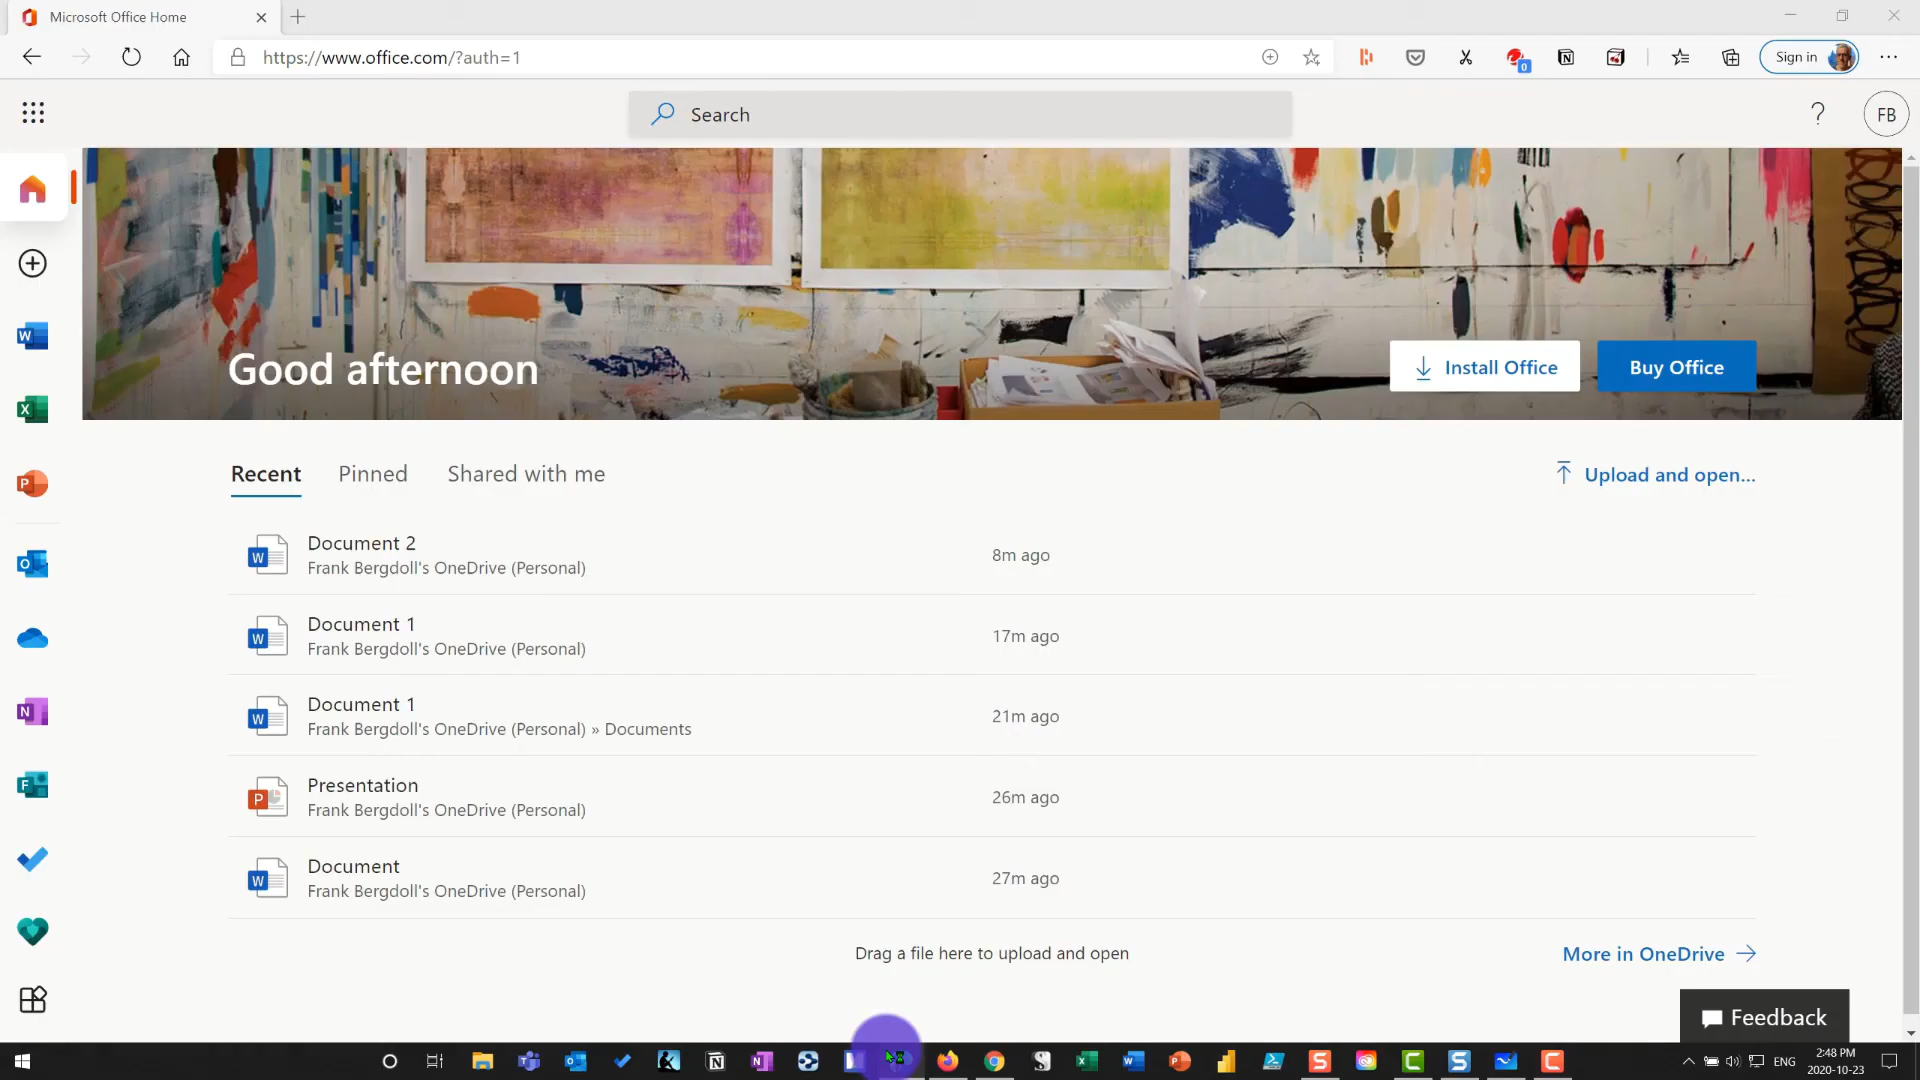 Microsoft Office Home
https://www.office.com/?auth=1
0
Sign in
Search
?
FB
Good afternoon
Install Office
Buy Office
Recent
Pinned
Shared with me
Upload and open...
Document 2
Frank Bergdoll's OneDrive (Personal)
8m ago
Document 1
Frank Bergdoll's OneDrive (Personal)
17m ago
Document 1
Frank Bergdoll's OneDrive (Personal) » Documents
21m ago
Presentation
Frank Bergdoll's OneDrive (Personal)
26m ago
Document
Frank Bergdoll's OneDrive (Personal)
27m ago
Drag a file here to upload and open
More in OneDrive
Feedback
ENG
2:48 PM
2020-10-23